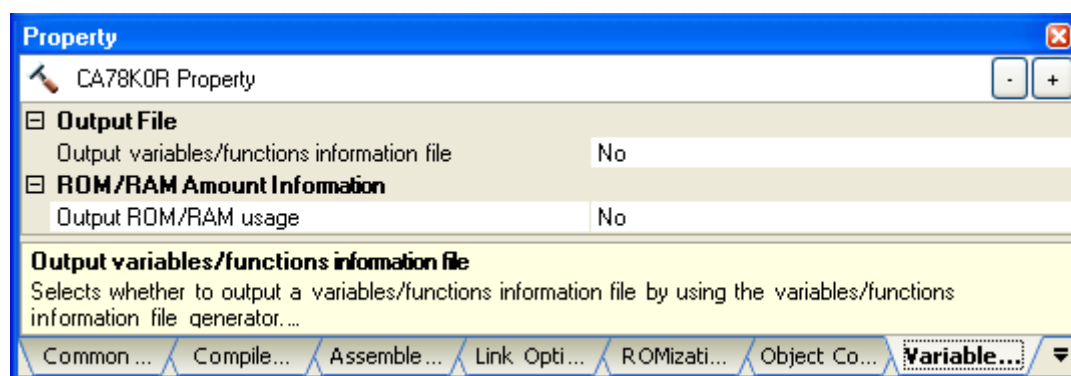 Property
CA78K0R Property
- +
Output File
Output variables/functions information file No
ROM/RAM Amount Information
Output ROM/RAM usage No
Output variables/functions information file
Selects whether to output a variables/functions information file by using the variables/functions
information file generator....
Common ... Compile... Assemble ... Link Opti... ROMizati... Object Co... Variable...